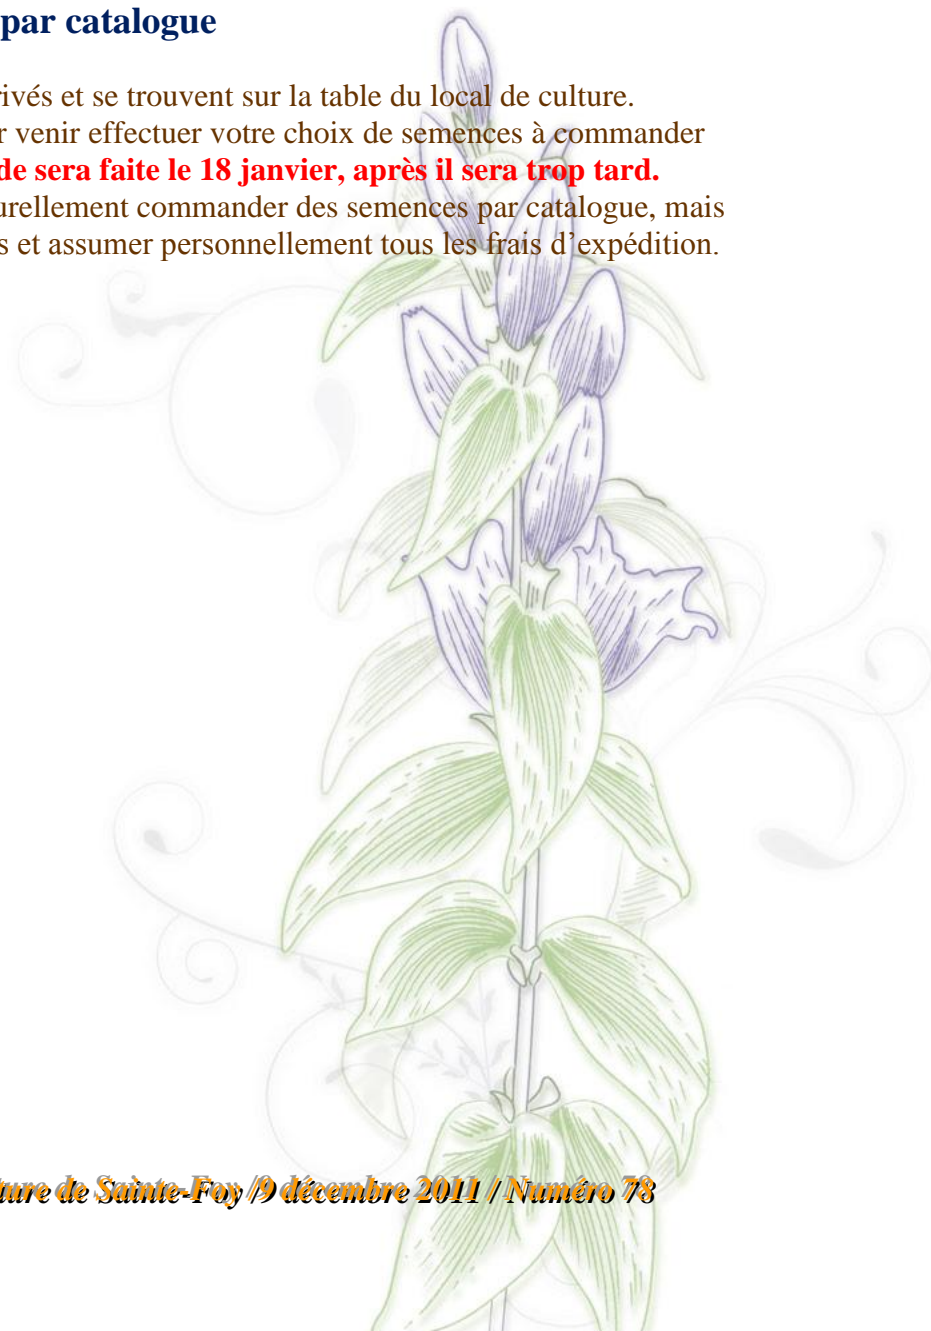 par catalogue
rivés et se trouvent sur la table du local de culture.
r venir effectuer votre choix de semences à commander
de sera faite le 18 janvier, après il sera trop tard.
urellement commander des semences par catalogue, mais
s et assumer personnellement tous les frais d’expédition.
ture de Sainte-Foy /9 décembre 2011 / Numéro 78